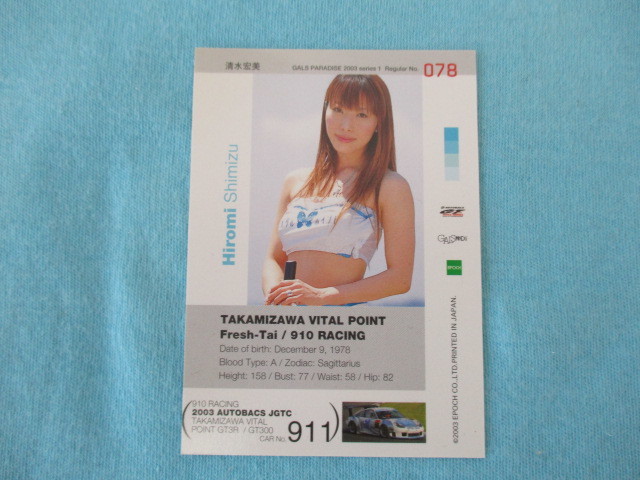 清水宏美
GALS PARADISE 2003 series 1 Regular No. 078
Hiromi Shimizu
GALS
EPOCH
TAKAMIZAWA VITAL POINT
Fresh-Tai / 910 RACING
Date of birth: December 9, 1978
Blood Type: A / Zodiac: Sagittarius
Height: 158 / Bust: 77 / Waist: 58 / Hip: 82
910 RACING
2003 AUTOBACS JGTC
TAKAMIZAWA VITAL
POINT GT3R / GT300
CAR No. 911
©2003 EPOCH CO.,LTD.PRINTED IN JAPAN.